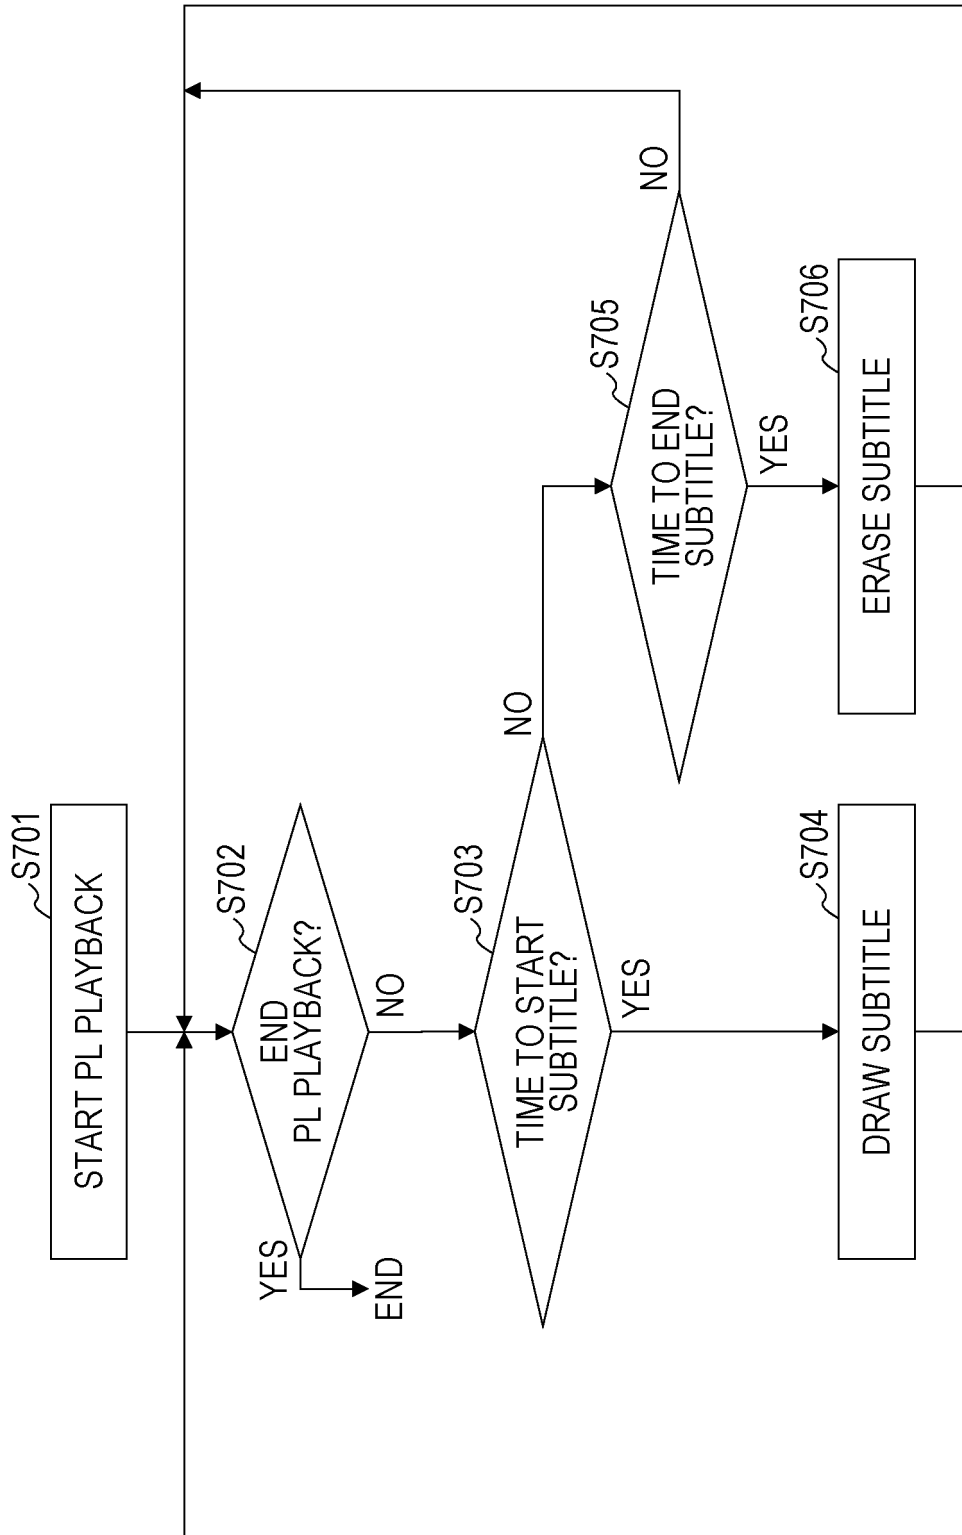 S701
START PL PLAYBACK
S702
END
PL PLAYBACK?
YES
END
NO
S703
TIME TO START
SUBTITLE?
NO
YES
S705
TIME TO END
SUBTITLE?
NO
YES
S704
DRAW SUBTITLE
S706
ERASE SUBTITLE